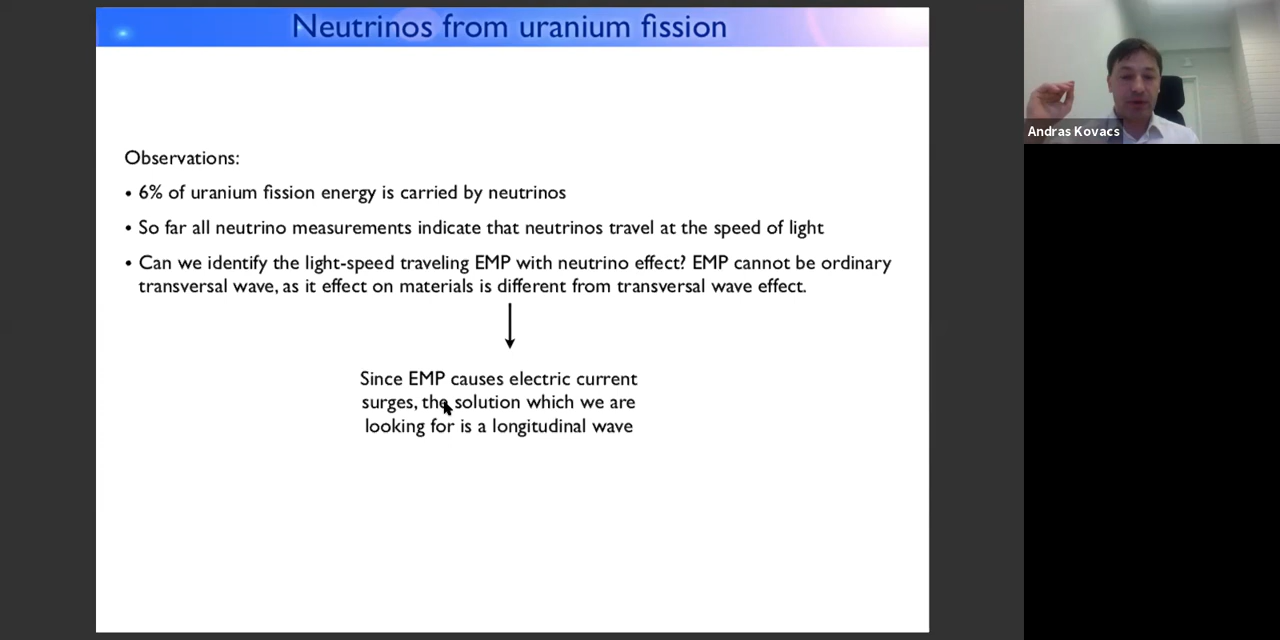 Neutrinos from uranium fission
Observations:
• 6% of uranium fission energy is carried by neutrinos
• So far all neutrino measurements indicate that neutrinos travel at the speed of light
• Can we identify the light-speed traveling EMP with neutrino effect? EMP cannot be ordinary
transversal wave, as it effect on materials is different from transversal wave effect.
Since EMP causes electric current
surges, the solution which we are
looking for is a longitudinal wave
Andras Kovacs